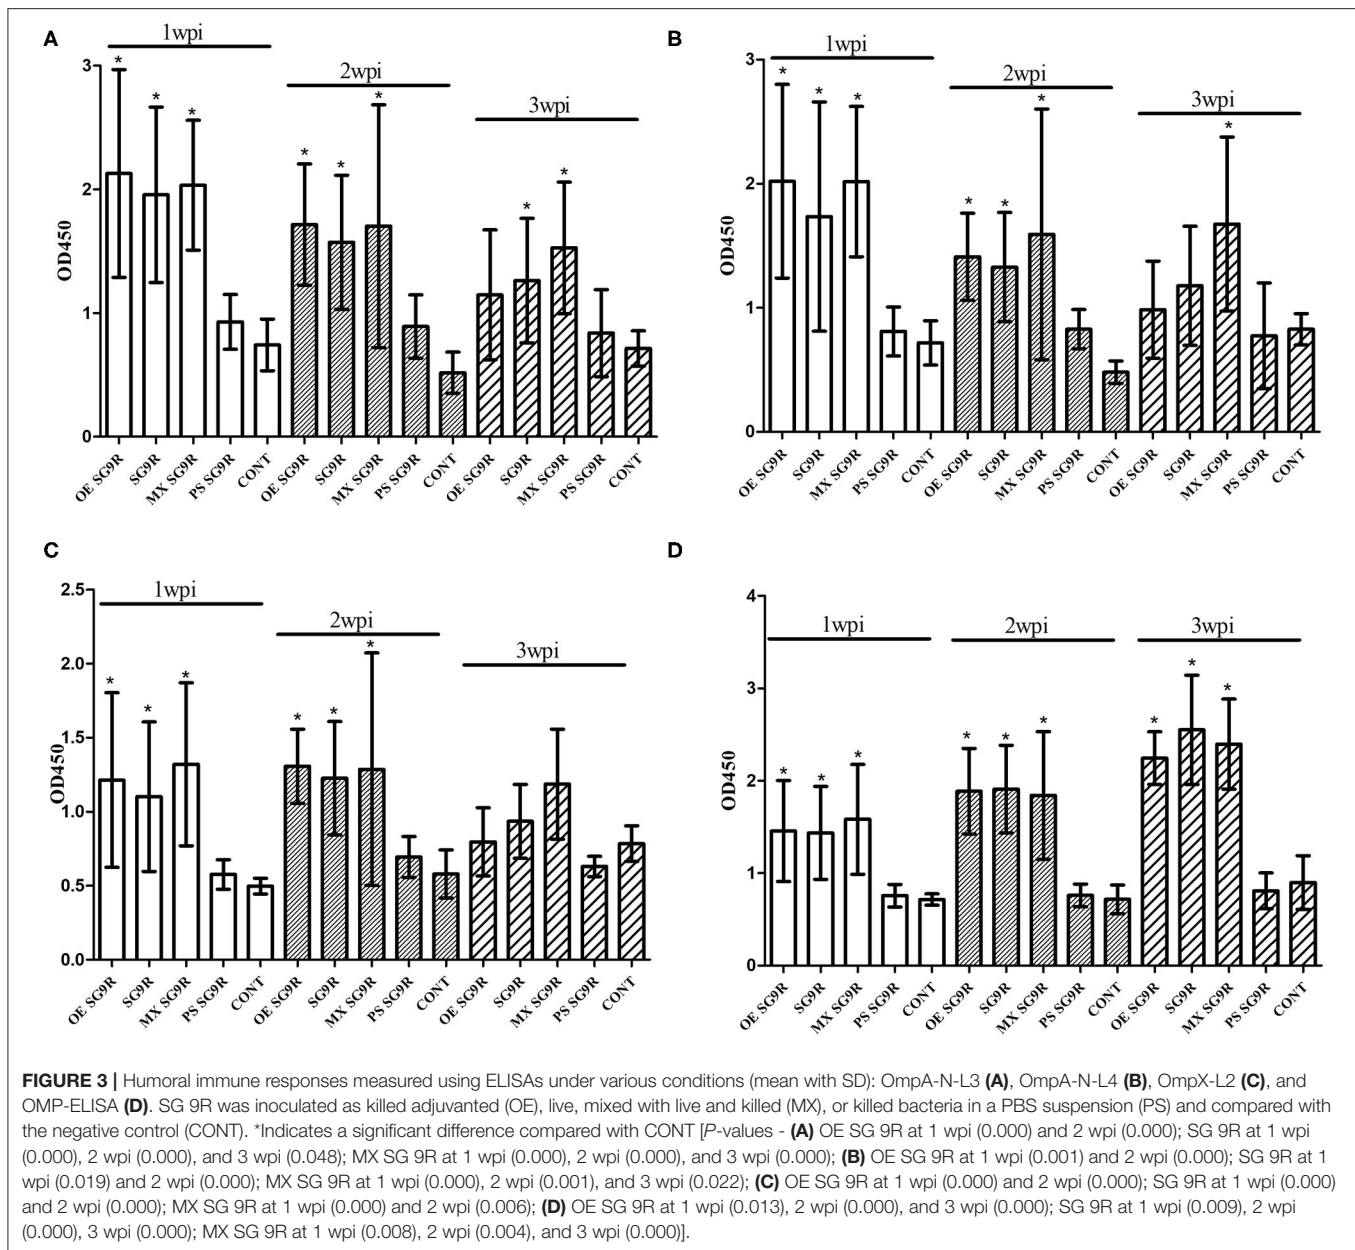 A
1wpi
2wpi
3wpi
OD450
3
2
1
0
* * * * * * * *
OE SG9R SG9R MX SG9R PS SG9R CONT OE SG9R SG9R MX SG9R PS SG9R CONT OE SG9R SG9R MX SG9R PS SG9R CONT
B
1wpi
2wpi
3wpi
OD450
3
2
1
0
* * * * * * *
OE SG9R SG9R MX SG9R PS SG9R CONT OE SG9R SG9R MX SG9R PS SG9R CONT OE SG9R SG9R MX SG9R PS SG9R CONT
C
1wpi
2wpi
3wpi
OD450
2.5
2.0
1.5
1.0
0.5
0.0
* * * * * *
OE SG9R SG9R MX SG9R PS SG9R CONT OE SG9R SG9R MX SG9R PS SG9R CONT OE SG9R SG9R MX SG9R PS SG9R CONT
D
1wpi
2wpi
3wpi
OD450
4
3
2
1
0
* * * * * * * * *
OE SG9R SG9R MX SG9R PS SG9R CONT OE SG9R SG9R MX SG9R PS SG9R CONT OE SG9R SG9R MX SG9R PS SG9R CONT
FIGURE 3 | Humoral immune responses measured using ELISAs under various conditions (mean with SD): OmpA-N-L3 (A), OmpA-N-L4 (B), OmpX-L2 (C), and
OMP-ELISA (D). SG 9R was inoculated as killed adjuvanted (OE), live, mixed with live and killed (MX), or killed bacteria in a PBS suspension (PS) and compared with
the negative control (CONT). *Indicates a significant difference compared with CONT [P-values - (A) OE SG 9R at 1 wpi (0.000) and 2 wpi (0.000); SG 9R at 1 wpi
(0.000), 2 wpi (0.000), and 3 wpi (0.048); MX SG 9R at 1 wpi (0.000), 2 wpi (0.000), and 3 wpi (0.000); (B) OE SG 9R at 1 wpi (0.001) and 2 wpi (0.000); SG 9R at 1
wpi (0.019) and 2 wpi (0.000); MX SG 9R at 1 wpi (0.000), 2 wpi (0.001), and 3 wpi (0.022); (C) OE SG 9R at 1 wpi (0.000) and 2 wpi (0.000); SG 9R at 1 wpi (0.000)
and 2 wpi (0.000); MX SG 9R at 1 wpi (0.000) and 2 wpi (0.006); (D) OE SG 9R at 1 wpi (0.013), 2 wpi (0.000), and 3 wpi (0.000); SG 9R at 1 wpi (0.009), 2 wpi
(0.000), 3 wpi (0.000); MX SG 9R at 1 wpi (0.008), 2 wpi (0.004), and 3 wpi (0.000)].